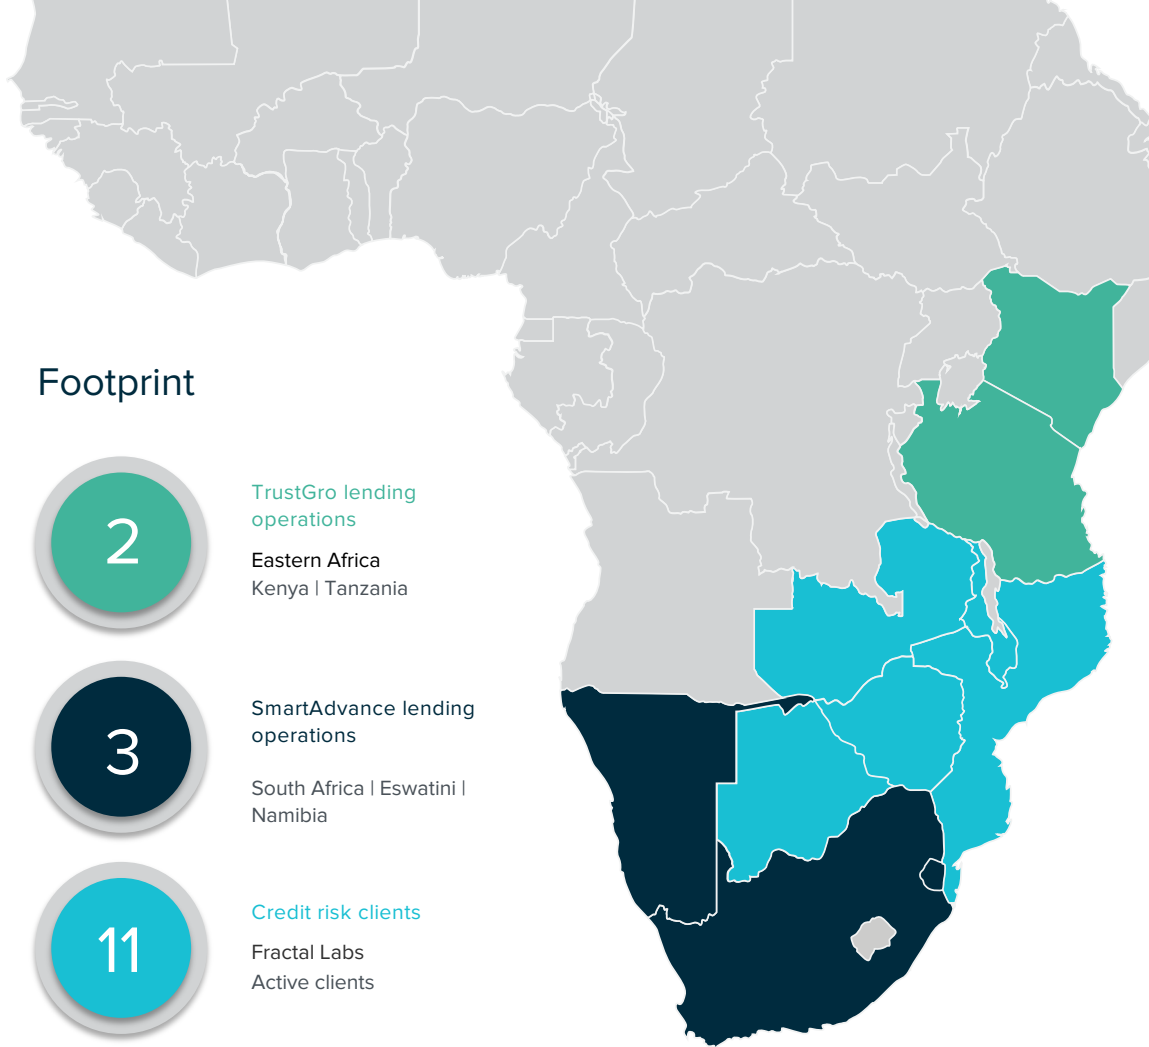 Footprint
2
TrustGro lending
operations
Eastern Africa
Kenya | Tanzania
3
SmartAdvance lending
operations
South Africa | Eswatini |
Namibia
11
Credit risk clients
Fractal Labs
Active clients